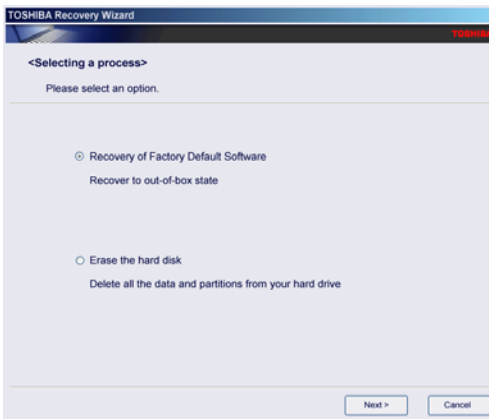 TOSHIBA Recovery Wizard
TOSHIBA
<Selecting a process>
Please select an option.
Recovery of Factory Default Software
Recover to out-of-box state
Erase the hard disk
Delete all the data and partitions from your hard drive
Next >
Cancel